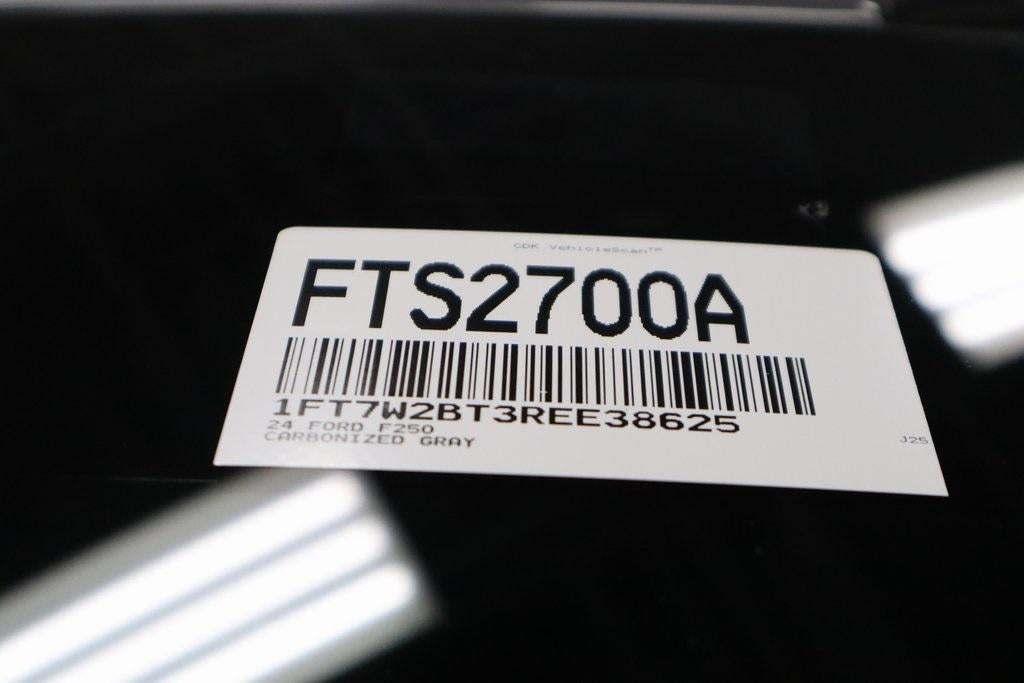 CDK VehicleScan™
FTS2700A
1FT7W2BT3REE38625
24 FORD F250
CARBONIZED GRAY
J25